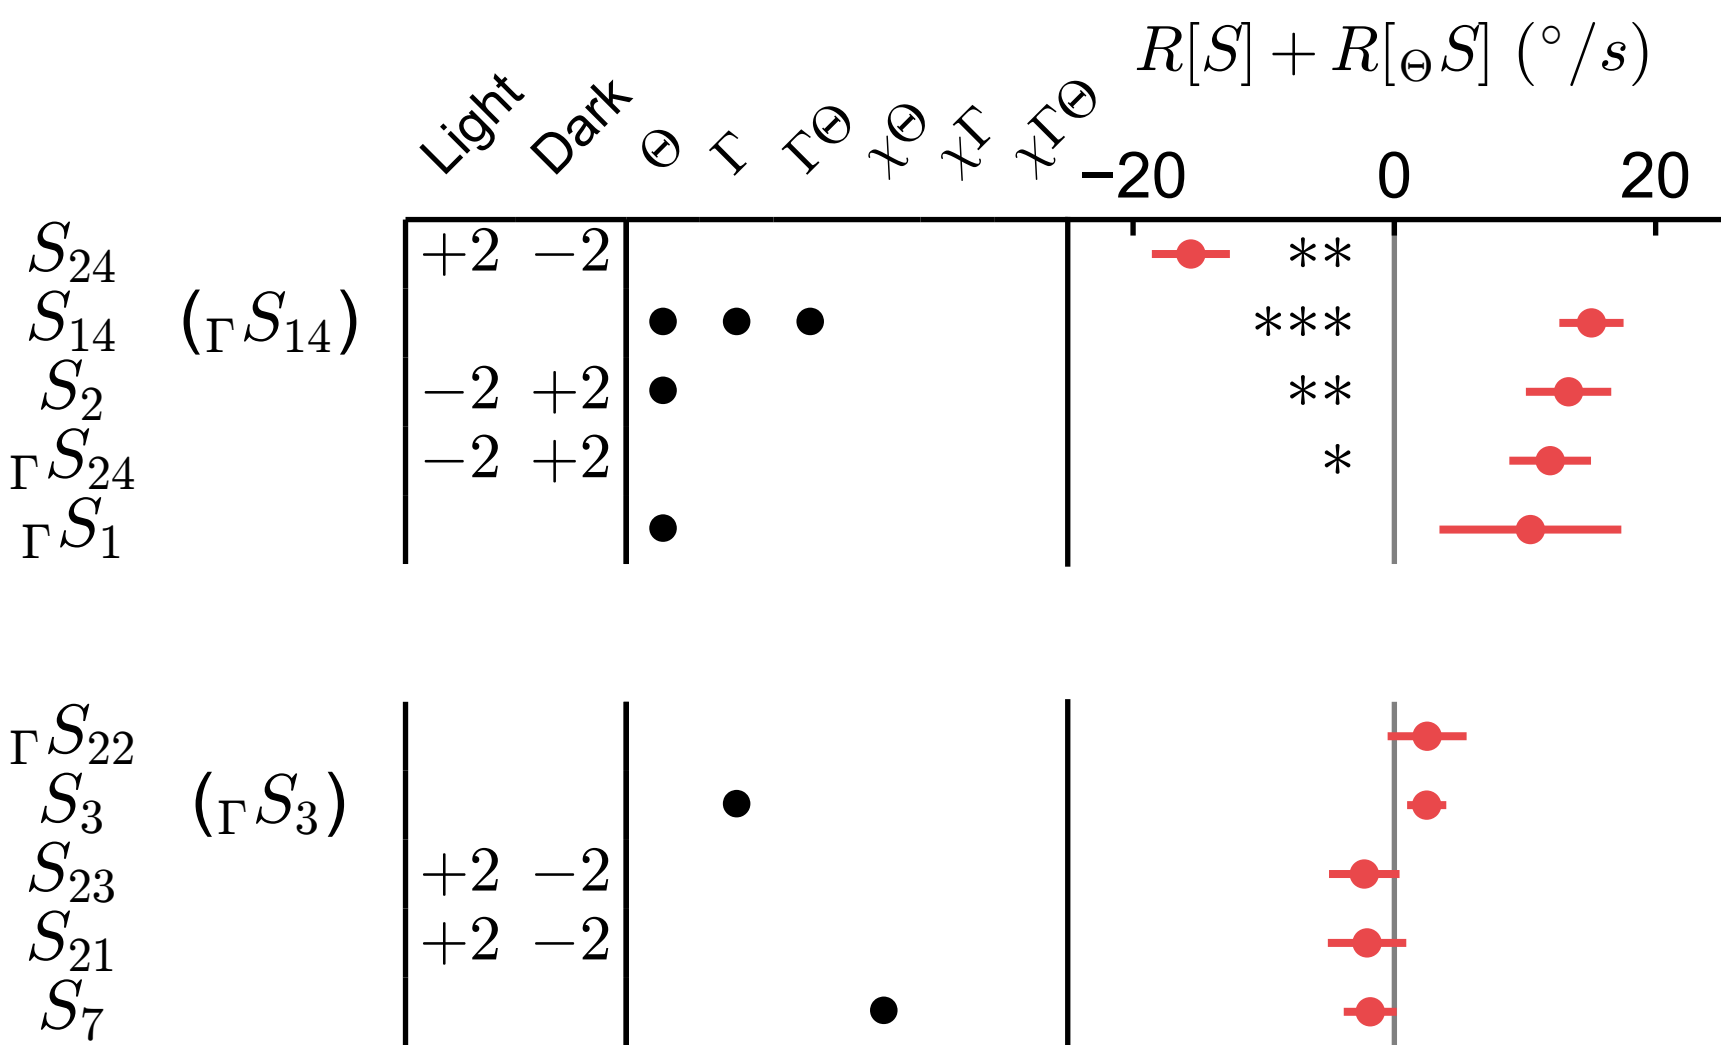 R[S] + R[ΘS] (°/s)
Light Dark Θ Γ ΓΘ χΘ χΓ χΓΘ
−20 0 20
S24 +2 −2 **
S14 (ΓS14) ***
S2 −2 +2 **
ΓS24 −2 +2 *
ΓS1
ΓS22
S3 (ΓS3)
S23 +2 −2
S21 +2 −2
S7